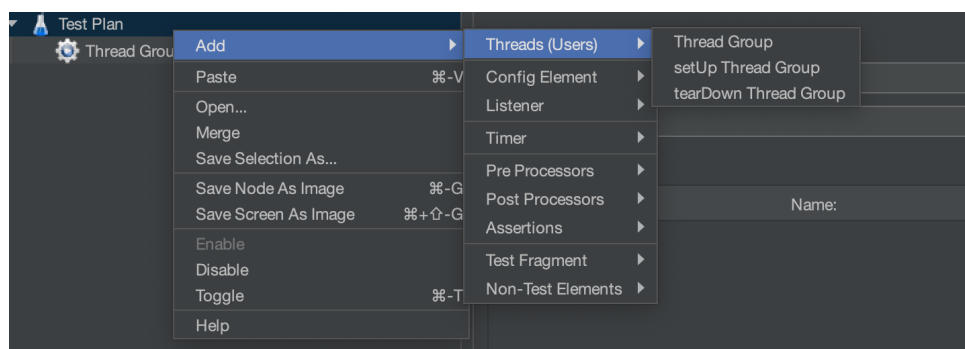 Test Plan
Thread Grou
Add
Paste ⌘-V
Open...
Merge
Save Selection As...
Save Node As Image ⌘-G
Save Screen As Image ⌘+⇧-G
Enable
Disable
Toggle ⌘-T
Help
Threads (Users)
Config Element
Listener
Timer
Pre Processors
Post Processors
Assertions
Test Fragment
Non-Test Elements
Thread Group
setUp Thread Group
tearDown Thread Group
Name: